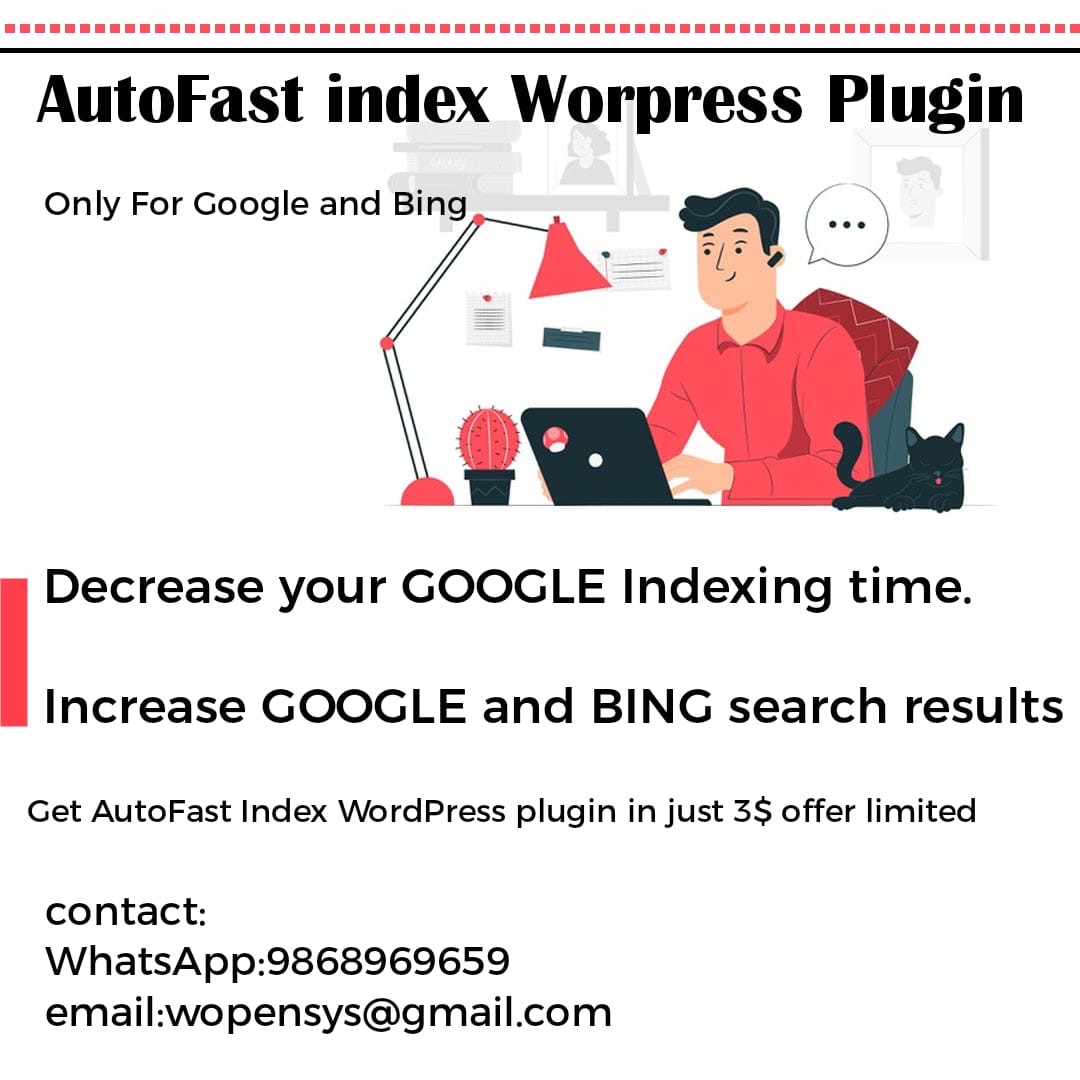 AutoFast index Worpress Plugin
GALAXY
Only For Google and Bing
Decrease your GOOGLE Indexing time.
Increase GOOGLE and BING search results
Get AutoFast Index WordPress plugin in just 3$ offer limited
contact:
WhatsApp:9868969659
email:wopensys@gmail.com